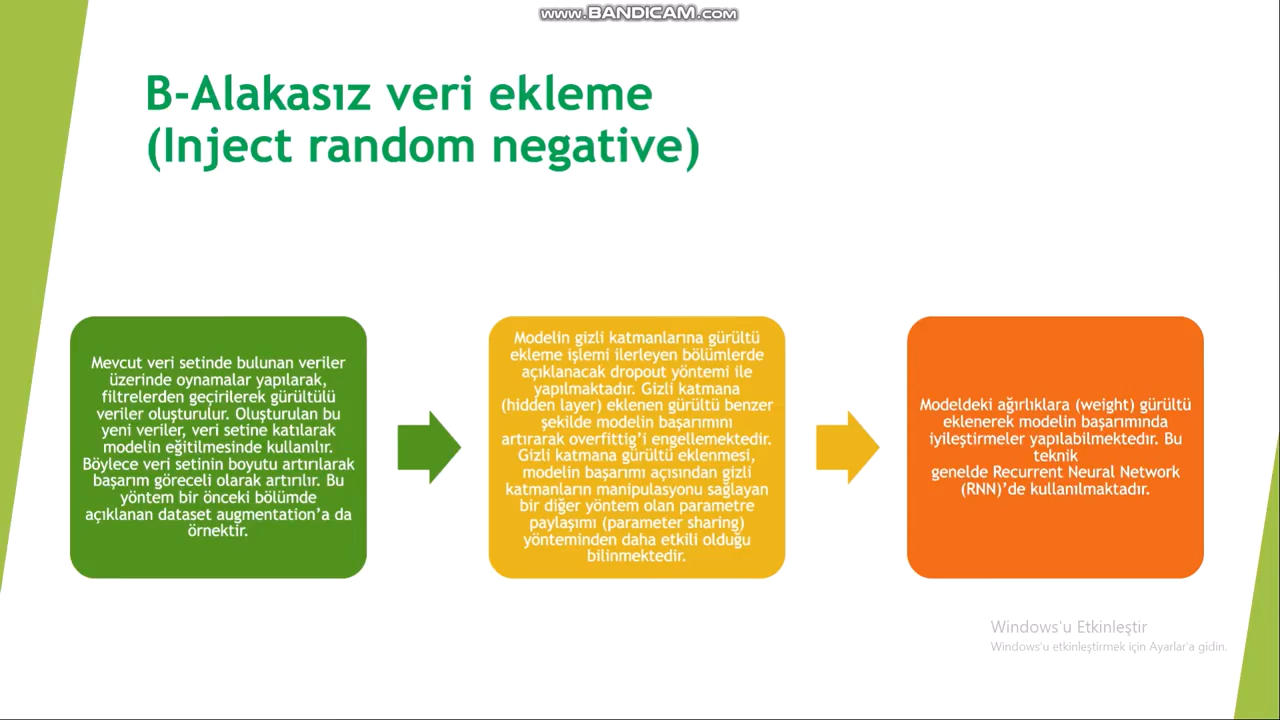 www.BANDICAM.com
B-Alakasız veri ekleme
(Inject random negative)
Mevcut veri setinde bulunan veriler
üzerinde oynamalar yapılarak,
filtrelerden geçirilerek gürültülü
veriler oluşturulur. Oluşturulan bu
yeni veriler, veri setine katılarak
modelin eğitilmesinde kullanılır.
Böylece veri setinin boyutu artırılarak
başarım göreceli olarak artırılır. Bu
yöntem bir önceki bölümde
açıklanan dataset augmentation’a da
örnektir.
Modelin gizli katmanlarına gürültü
ekleme işlemi ilerleyen bölümlerde
açıklanacak dropout yöntemi ile
yapılmaktadır. Gizli katmana
(hidden layer) eklenen gürültü benzer
şekilde modelin başarımını
artırarak overfittig’i engellemektedir.
Gizli katmana gürültü eklenmesi,
modelin başarımı açısından gizli
katmanların manipulasyonu sağlayan
bir diğer yöntem olan parametre
paylaşımı (parameter sharing)
yönteminden daha etkili olduğu
bilinmektedir.
Modeldeki ağırlıklara (weight) gürültü
eklenerek modelin başarımında
iyileştirmeler yapılabilmektedir. Bu
teknik
genelde Recurrent Neural Network
(RNN)’de kullanılmaktadır.
Windows'u Etkinleştir
Windows'u etkinleştirmek için Ayarlar'a gidin.